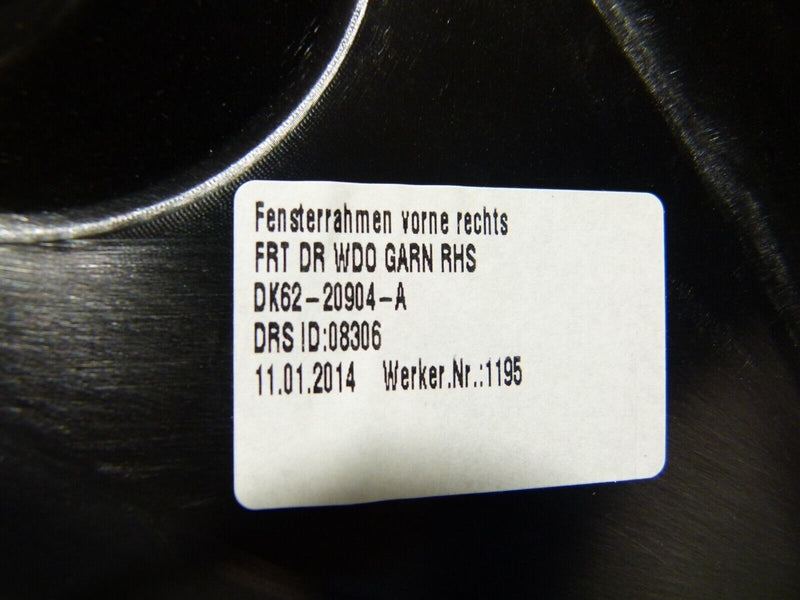 Fensterrahmen vorne rechts
FRT DR WDO GARN RHS
DK62-20904-A
DRS ID:08306
11.01.2014 Werker.Nr.:1195